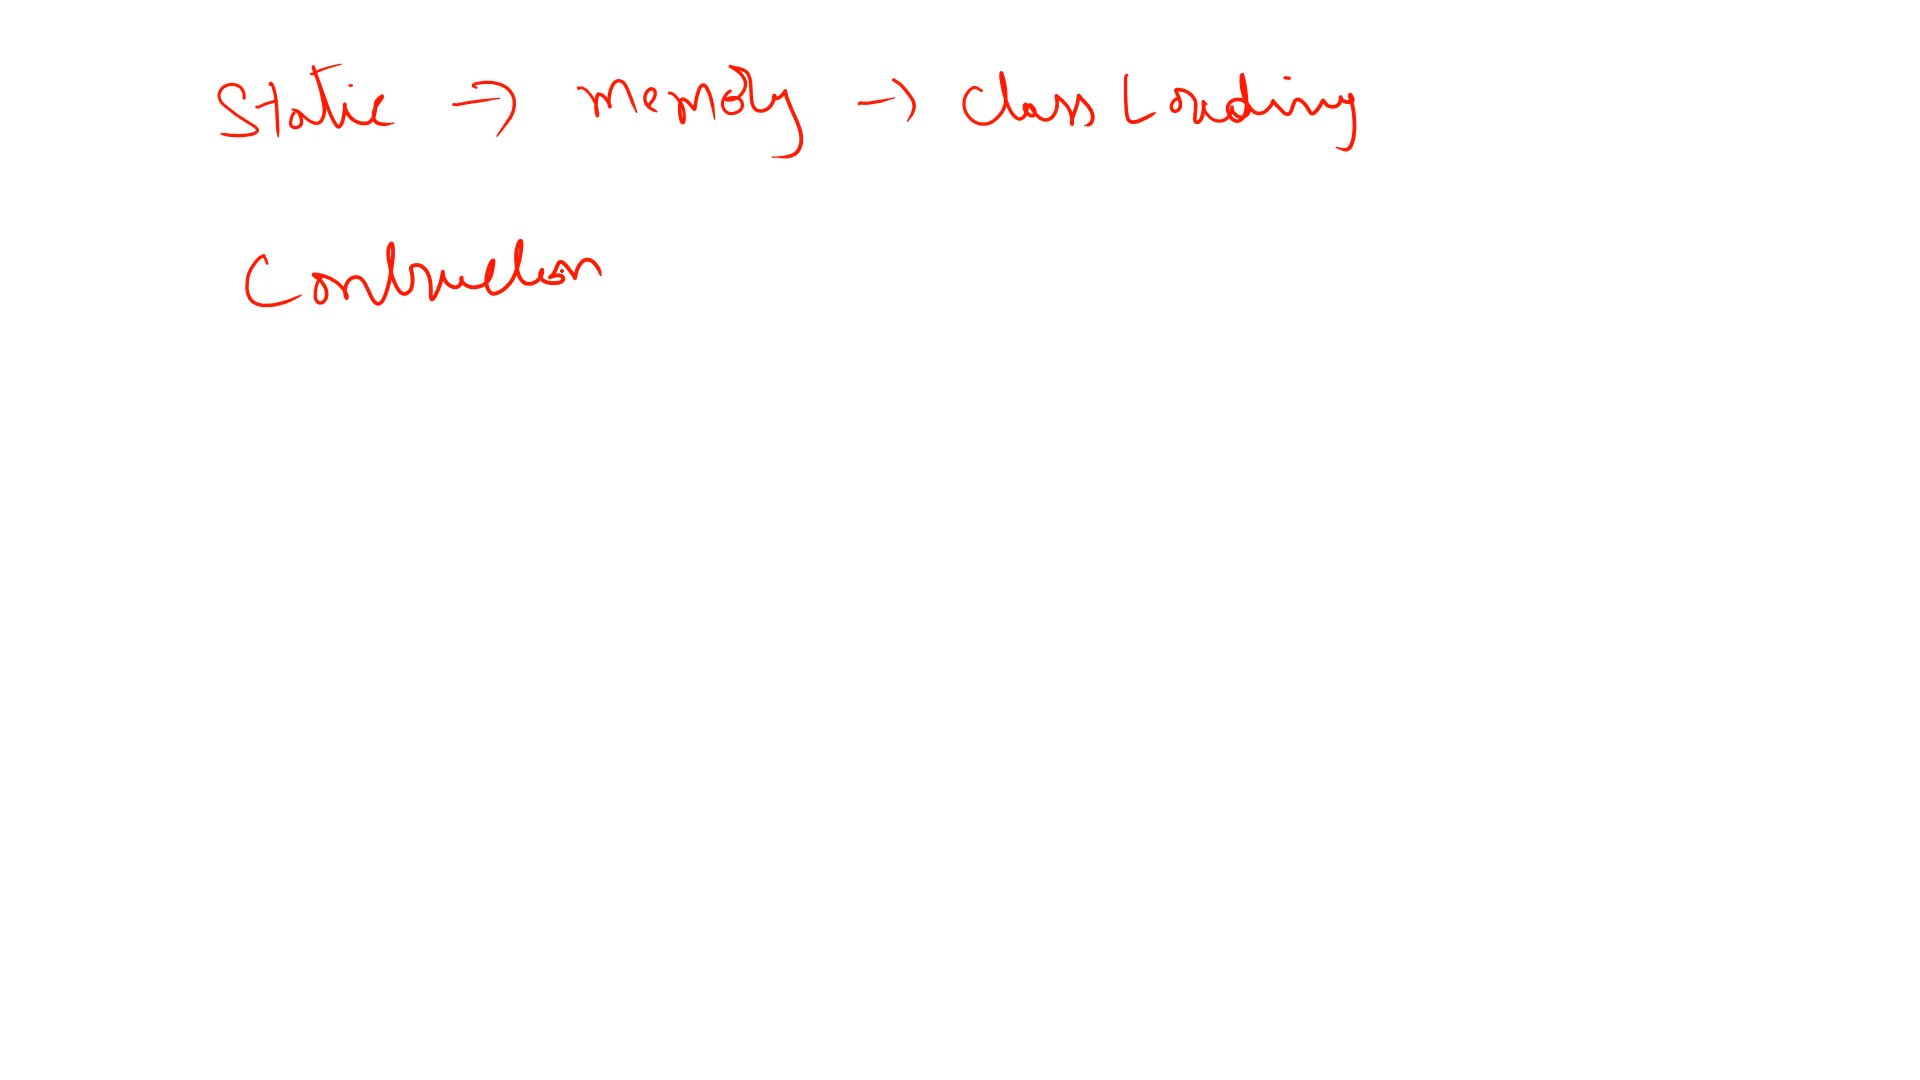 Static → memory → Class Loading
Constructor